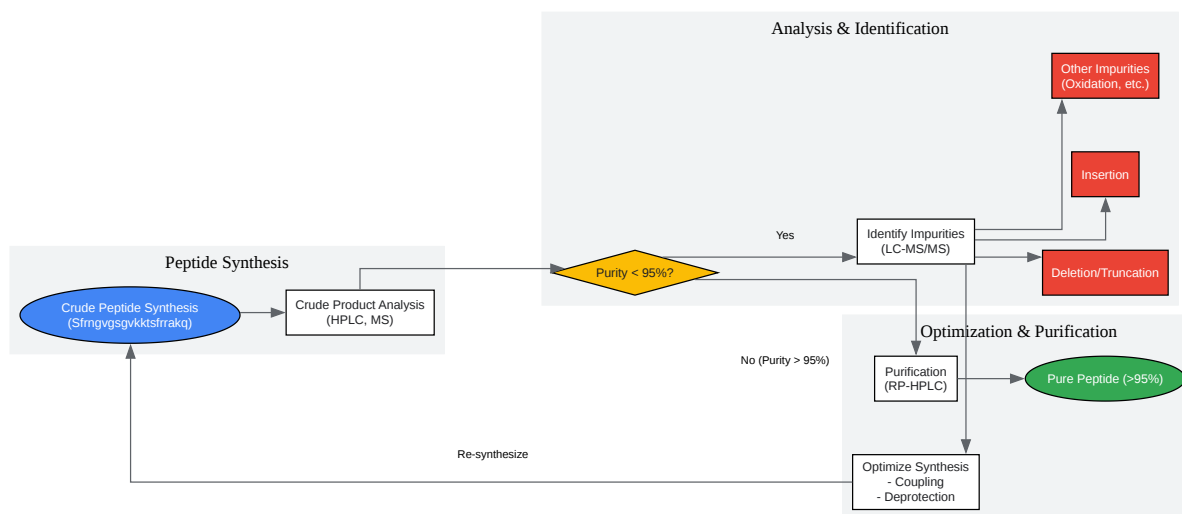 Analysis & Identification
Other Impurities
(Oxidation, etc.)
Insertion
Yes
Identify Impurities
(LC-MS/MS)
Purity < 95%?
Deletion/Truncation
Peptide Synthesis
Crude Peptide Synthesis
(Sfrngvgsgvkktsfrrakq)
Crude Product Analysis
(HPLC, MS)
Optimization & Purification
No (Purity > 95%)
Purification
(RP-HPLC)
Pure Peptide (>95%)
Re-synthesize
Optimize Synthesis
- Coupling
- Deprotection